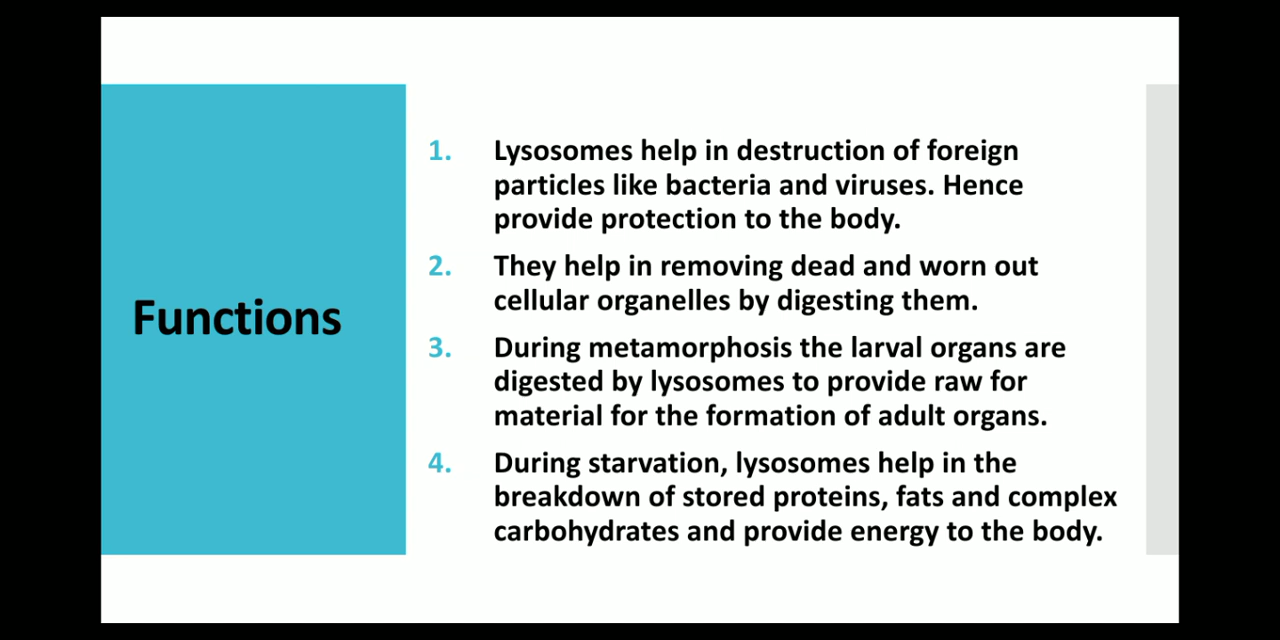 Functions
1. Lysosomes help in destruction of foreign
particles like bacteria and viruses. Hence
provide protection to the body.
2. They help in removing dead and worn out
cellular organelles by digesting them.
3. During metamorphosis the larval organs are
digested by lysosomes to provide raw for
material for the formation of adult organs.
4. During starvation, lysosomes help in the
breakdown of stored proteins, fats and complex
carbohydrates and provide energy to the body.